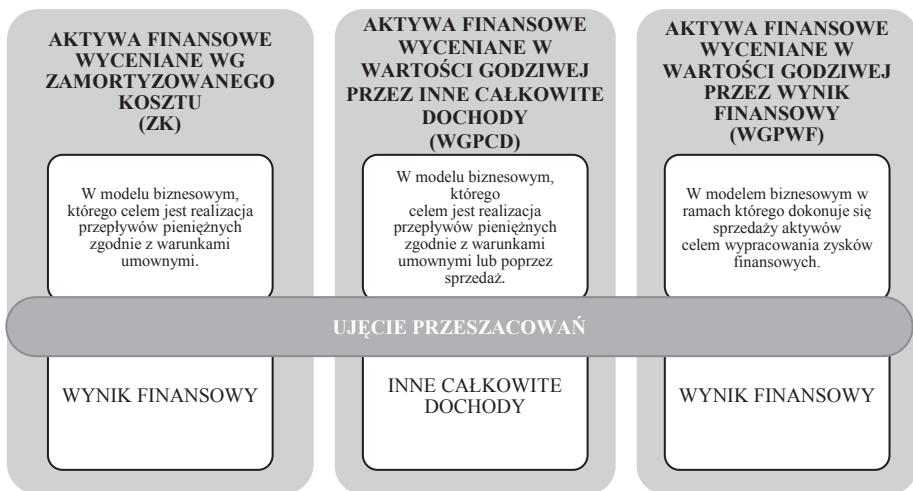 AKTYWA FINANSOWE
WYCENIANE WG
ZAMORTYZOWANEGO
KOSZTU
(ZK)
W modelu biznesowym,
którego celem jest realizacja
przepływów pieniężnych
zgodnie z warunkami
umownymi.
AKTYWA FINANSOWE
WYCENIANE W
WARTOŚCI GODZIWEJ
PRZEZ INNE CAŁKOWITE
DOCHODY
(WGPCD)
W modelu biznesowym,
którego
celem jest realizacja
przepływów pieniężnych
zgodnie z warunkami
umownymi lub poprzez
sprzedaż.
AKTYWA FINANSOWE
WYCENIANE W
WARTOŚCI GODZIWEJ
PRZEZ WYNIK
FINANSOWY
(WGPWF)
W modelem biznesowym w
ramach którego dokonuje się
sprzedaży aktywów
celem wypracowania zysków
finansowych.
UJĘCIE PRZESZACOWAŃ
WYNIK FINANSOWY
INNE CAŁKOWITE
DOCHODY
WYNIK FINANSOWY